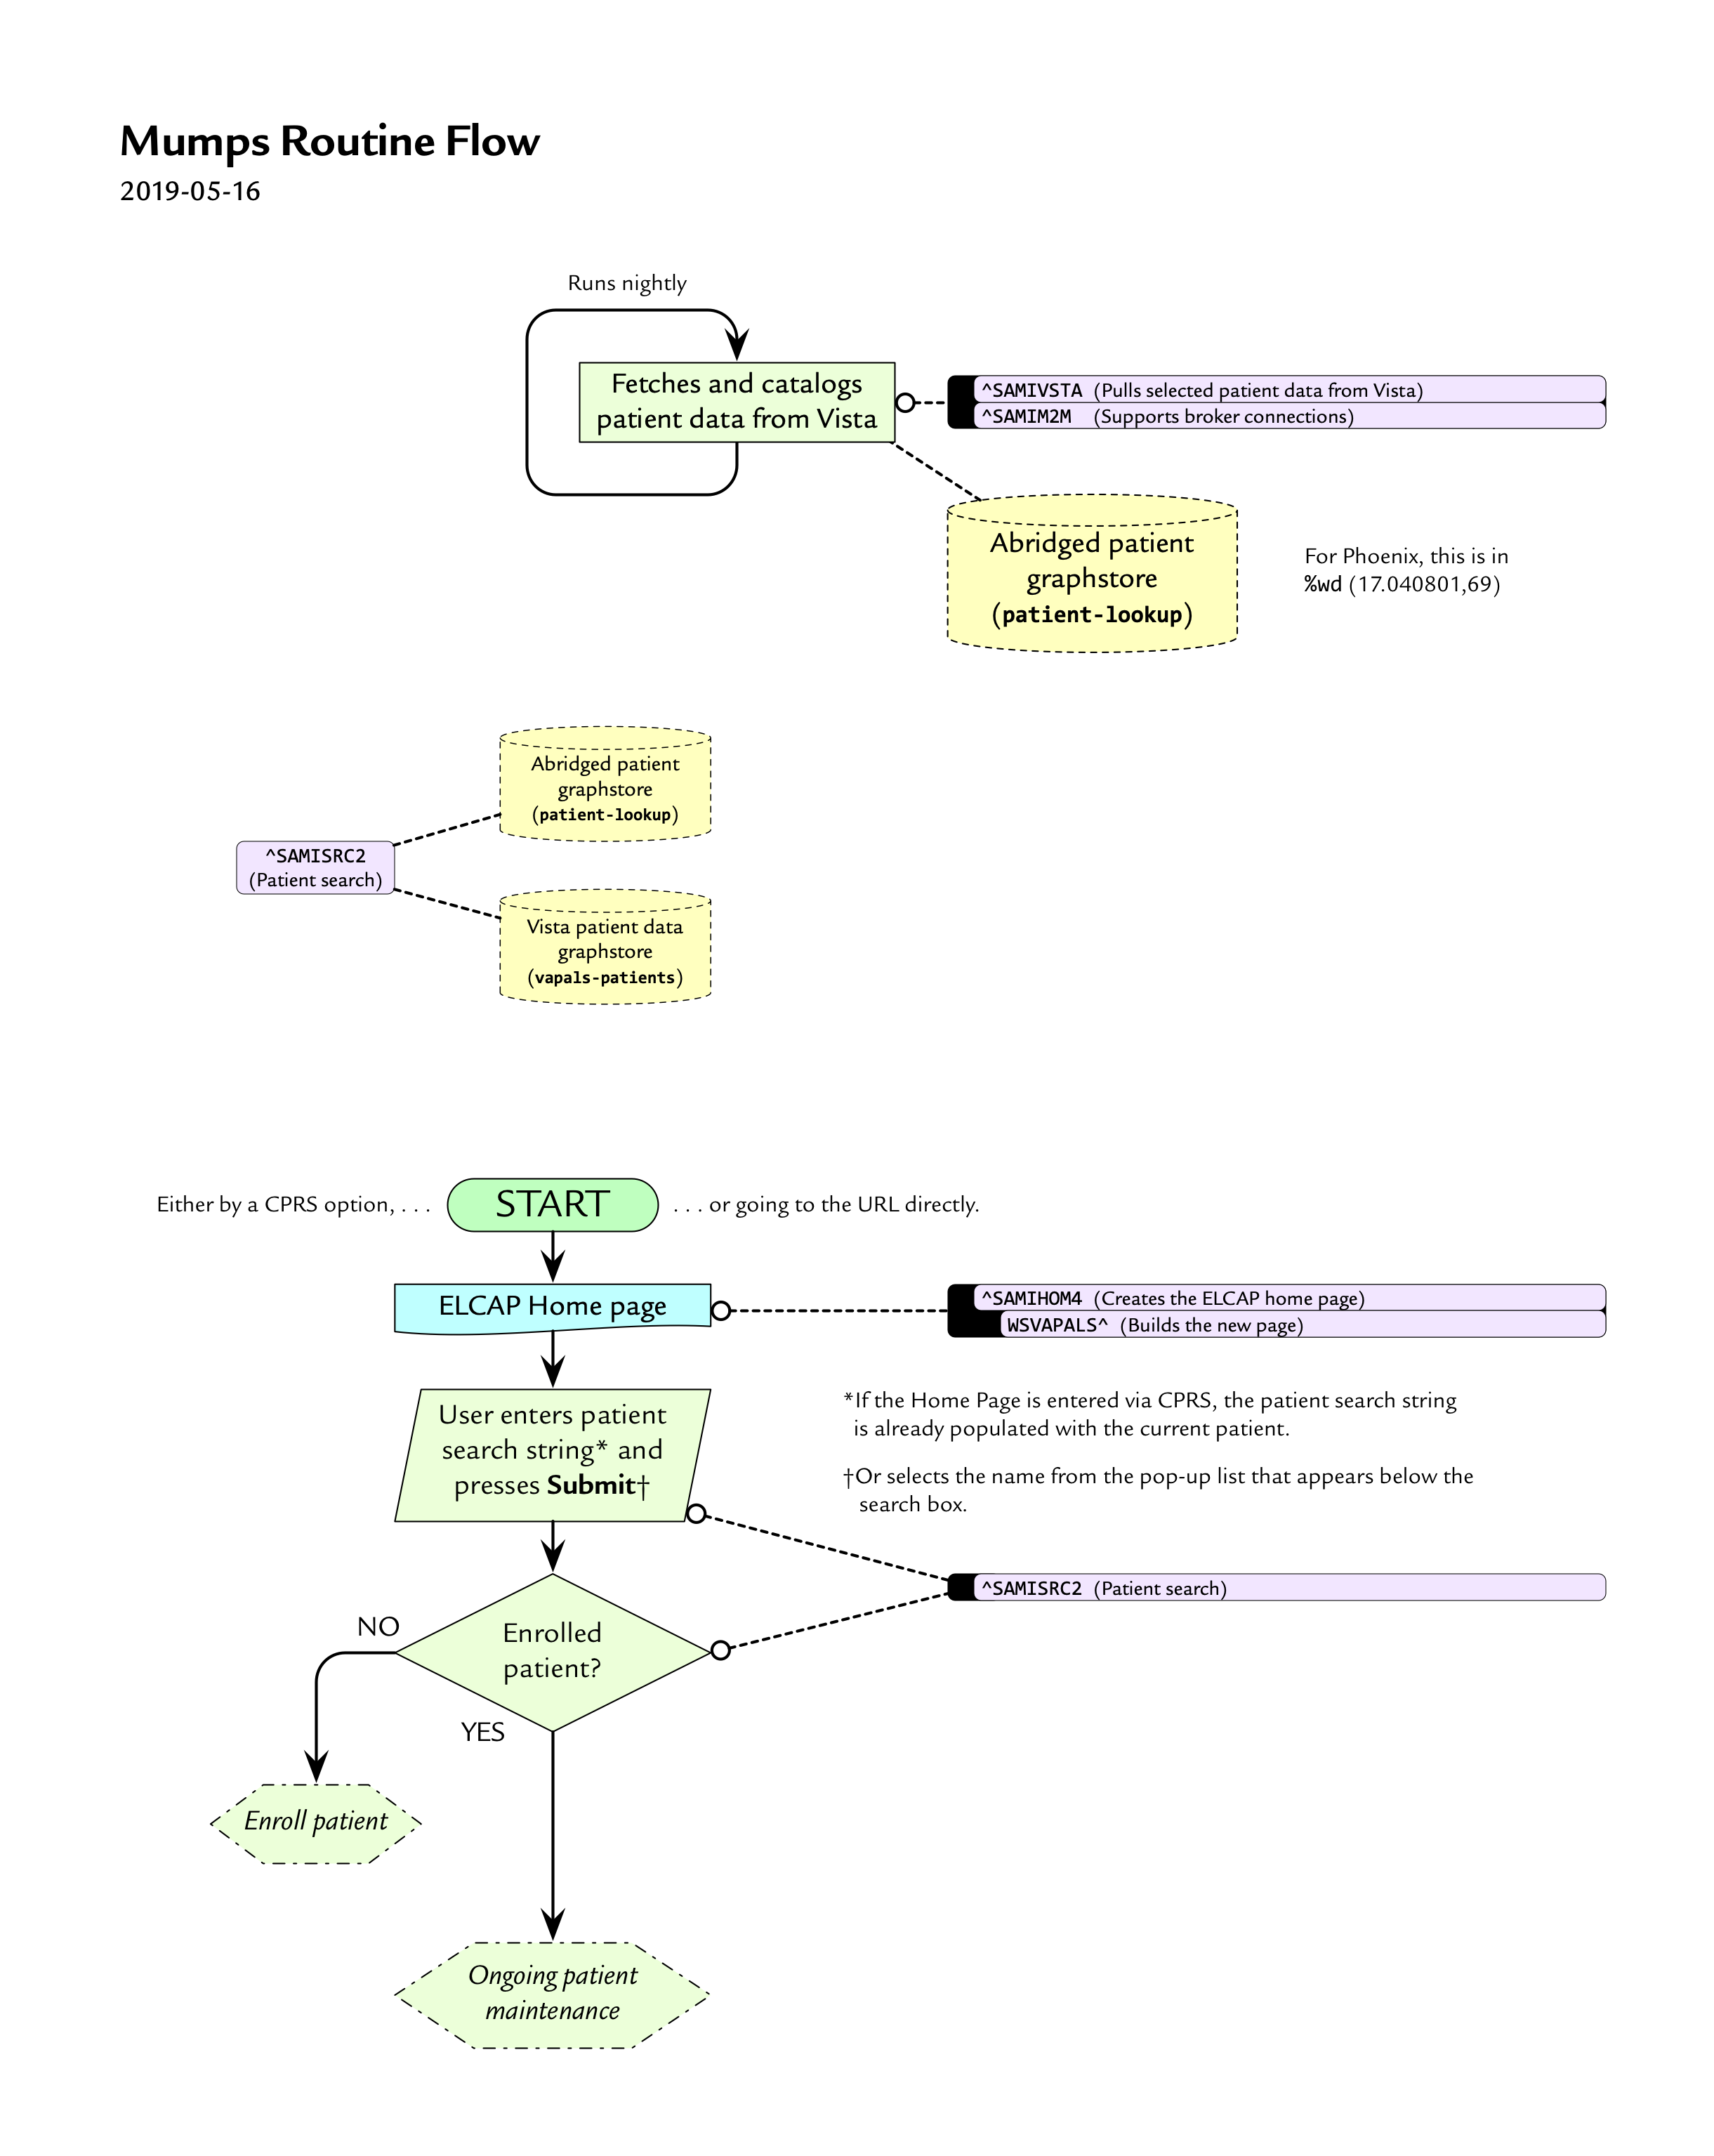 Mumps Routine Flow
2019-05-16
Runs nightly
Fetches and catalogs
patient data from Vista
^SAMIVSTA (Pulls selected patient data from Vista)
^SAMIM2M (Supports broker connections)
Abridged patient
graphstore
(patient-lookup)
For Phoenix, this is in
%wd (17.040801,69)
Abridged patient
graphstore
(patient-lookup)
^SAMISRC2
(Patient search)
Vista patient data
graphstore
(vapals-patients)
Either by a CPRS option, . . .
START
. . . or going to the URL directly.
ELCAP Home page
^SAMIHOM4 (Creates the ELCAP home page)
WSVAPALS^ (Builds the new page)
User enters patient
search string* and
presses Submit†
*If the Home Page is entered via CPRS, the patient search string
is already populated with the current patient.
†Or selects the name from the pop-up list that appears below the
search box.
^SAMISRC2 (Patient search)
Enrolled
patient?
NO
YES
Enroll patient
Ongoing patient
maintenance